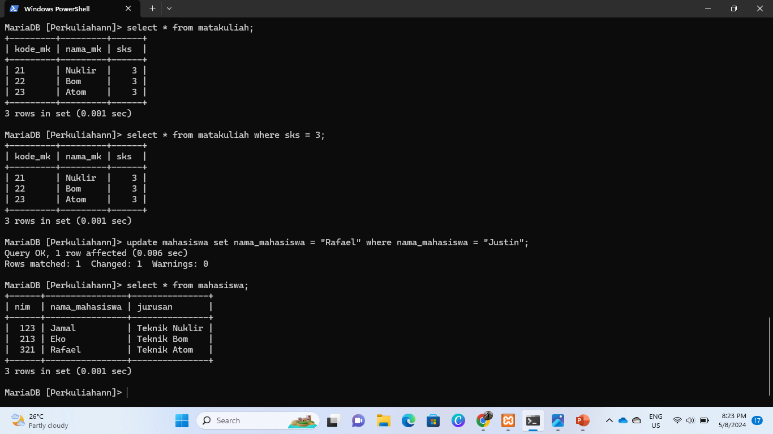 Windows PowerShell
MariaDB [Perkuliahann]> select * from matakuliah;
+---------+---------+------+
| kode_mk | nama_mk | sks  |
+---------+---------+------+
| 21      | Nuklir  |    3 |
| 22      | Bom     |    3 |
| 23      | Atom    |    3 |
+---------+---------+------+
3 rows in set (0.001 sec)
MariaDB [Perkuliahann]> select * from matakuliah where sks = 3;
+---------+---------+------+
| kode_mk | nama_mk | sks  |
+---------+---------+------+
| 21      | Nuklir  |    3 |
| 22      | Bom     |    3 |
| 23      | Atom    |    3 |
+---------+---------+------+
3 rows in set (0.001 sec)
MariaDB [Perkuliahann]> update mahasiswa set nama_mahasiswa = "Rafael" where nama_mahasiswa = "Justin";
Query OK, 1 row affected (0.006 sec)
Rows matched: 1  Changed: 1  Warnings: 0
MariaDB [Perkuliahann]> select * from mahasiswa;
+------+----------------+---------------+
| nim  | nama_mahasiswa | jurusan       |
+------+----------------+---------------+
|  123 | Jamal          | Teknik Nuklir |
|  213 | Eko            | Teknik Bom    |
|  321 | Rafael         | Teknik Atom   |
+------+----------------+---------------+
3 rows in set (0.001 sec)
MariaDB [Perkuliahann]>
26°C
Partly cloudy
Search
ENG
US
8:23 PM
5/8/2024
17